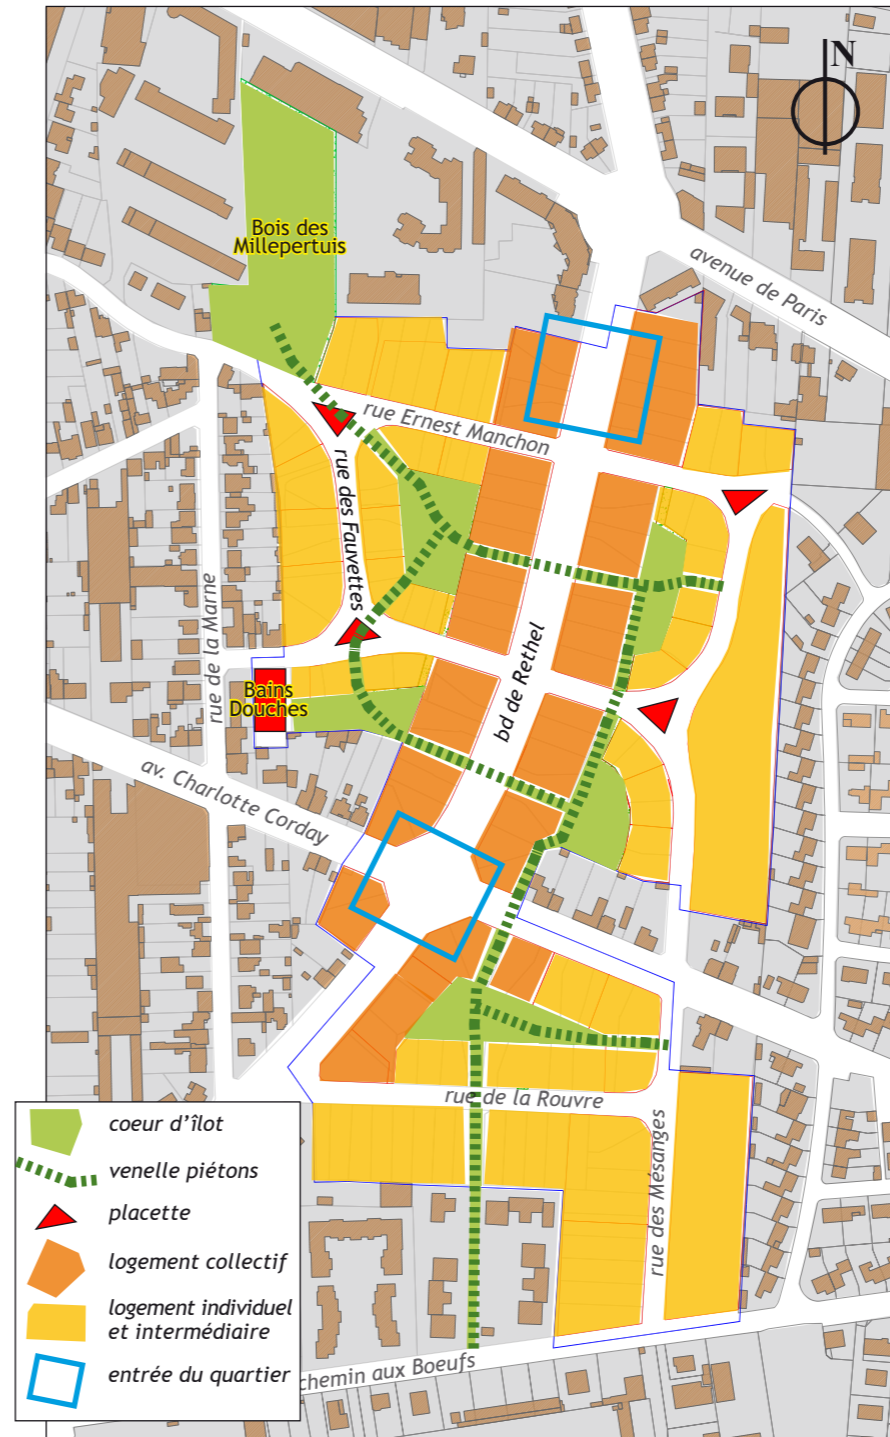 N
Bois des
Millepertuis
avenue de Paris
rue Ernest Manchon
rue des Fauvettes
rue de la Marne
bd de Rethel
Bains
Douches
av. Charlotte Corday
rue de la Rouvre
rue des Mésanges
chemin aux Boeufs
coeur d'îlot
venelle piétons
placette
logement collectif
logement individuel
et intermédiaire
entrée du quartier